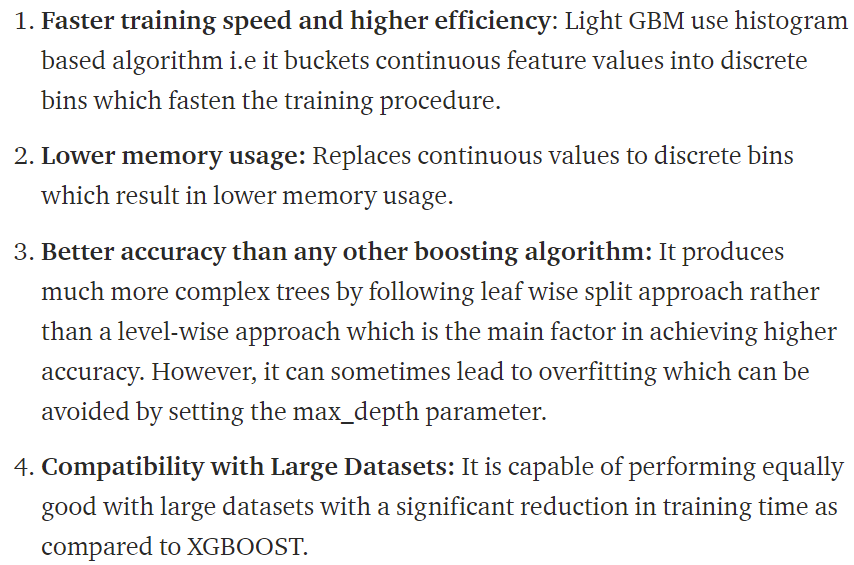 1. Faster training speed and higher efficiency: Light GBM use histogram
based algorithm i.e it buckets continuous feature values into discrete
bins which fasten the training procedure.
2. Lower memory usage: Replaces continuous values to discrete bins
which result in lower memory usage.
3. Better accuracy than any other boosting algorithm: It produces
much more complex trees by following leaf wise split approach rather
than a level-wise approach which is the main factor in achieving higher
accuracy. However, it can sometimes lead to overfitting which can be
avoided by setting the max_depth parameter.
4. Compatibility with Large Datasets: It is capable of performing equally
good with large datasets with a significant reduction in training time as
compared to XGBOOST.